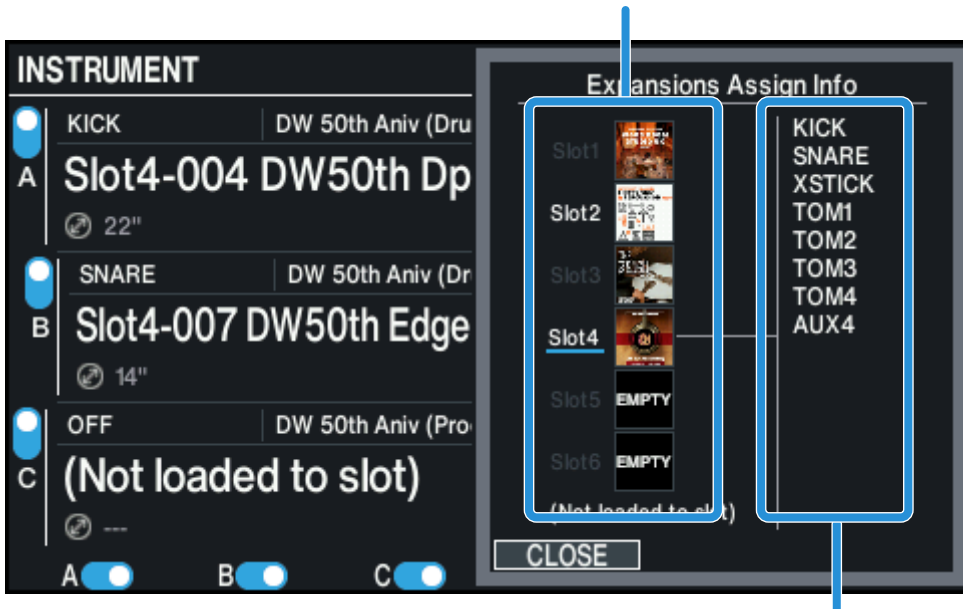 INSTRUMENT
KICK
DW 50th Aniv (Dru
A
Slot4-004 DW50th Dp
22"
SNARE
DW 50th Aniv (Dr
B
Slot4-007 DW50th Edge
14"
OFF
DW 50th Aniv (Pro
C
(Not loaded to slot)
---
A
B
C
Expansions Assign Info
Slot1
Slot2
Slot3
Slot4
Slot5
EMPTY
Slot6
EMPTY
(Not loaded to slot)
KICK
SNARE
XSTICK
TOM1
TOM2
TOM3
TOM4
AUX4
CLOSE